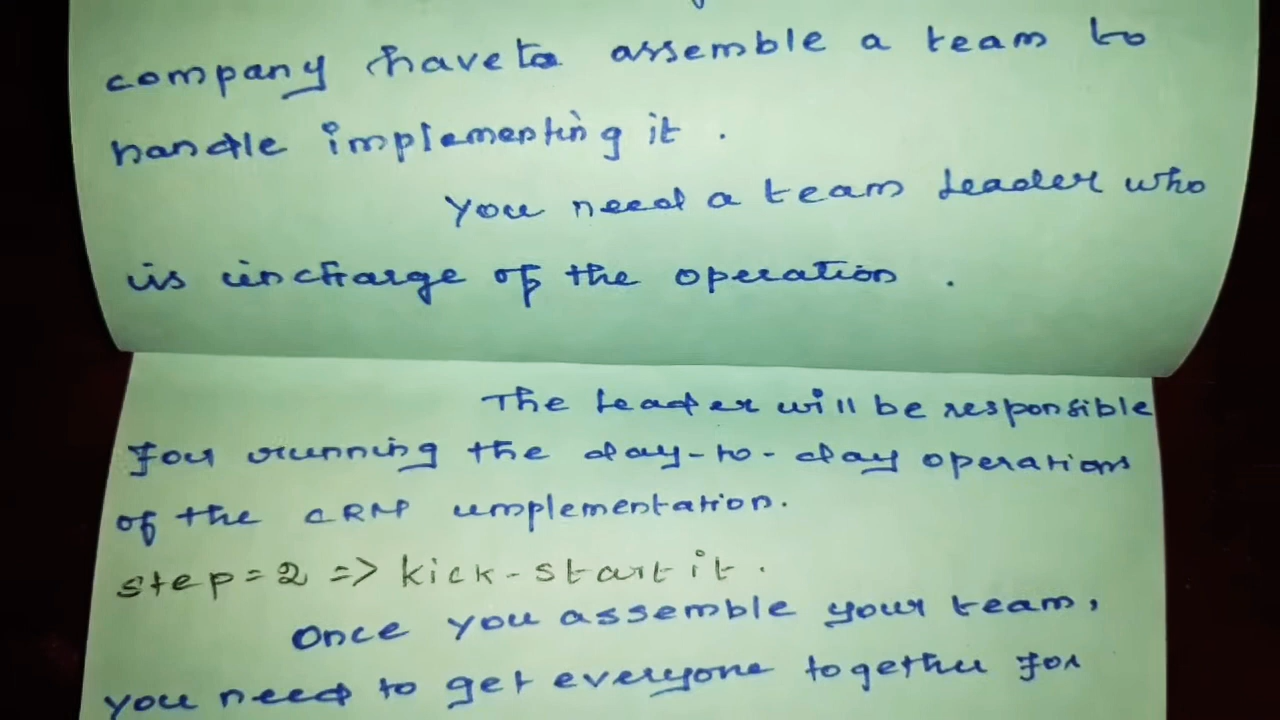 company have to assemble a team to
handle implementing it .
You need a team leader who
is incharge of the operation .
The leader will be responsible
for running the day-to-day operations
of the CRM implementation.
step=2 => kick-start it .
Once you assemble your team,
you need to get everyone together for